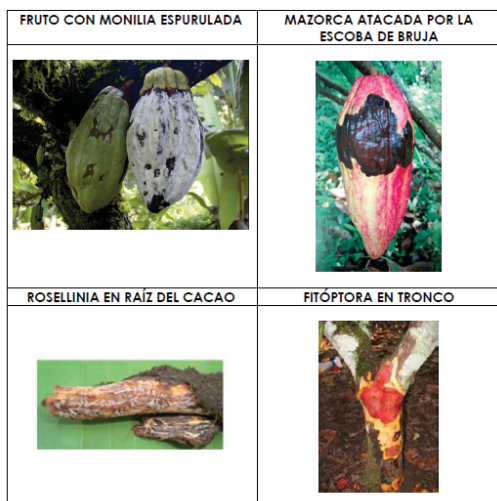 FRUTO CON MONILIA ESPURULADA
MAZORCA ATACADA POR LA
ESCOBA DE BRUJA
ROSELLINIA EN RAÍZ DEL CACAO
FITÓPTORA EN TRONCO